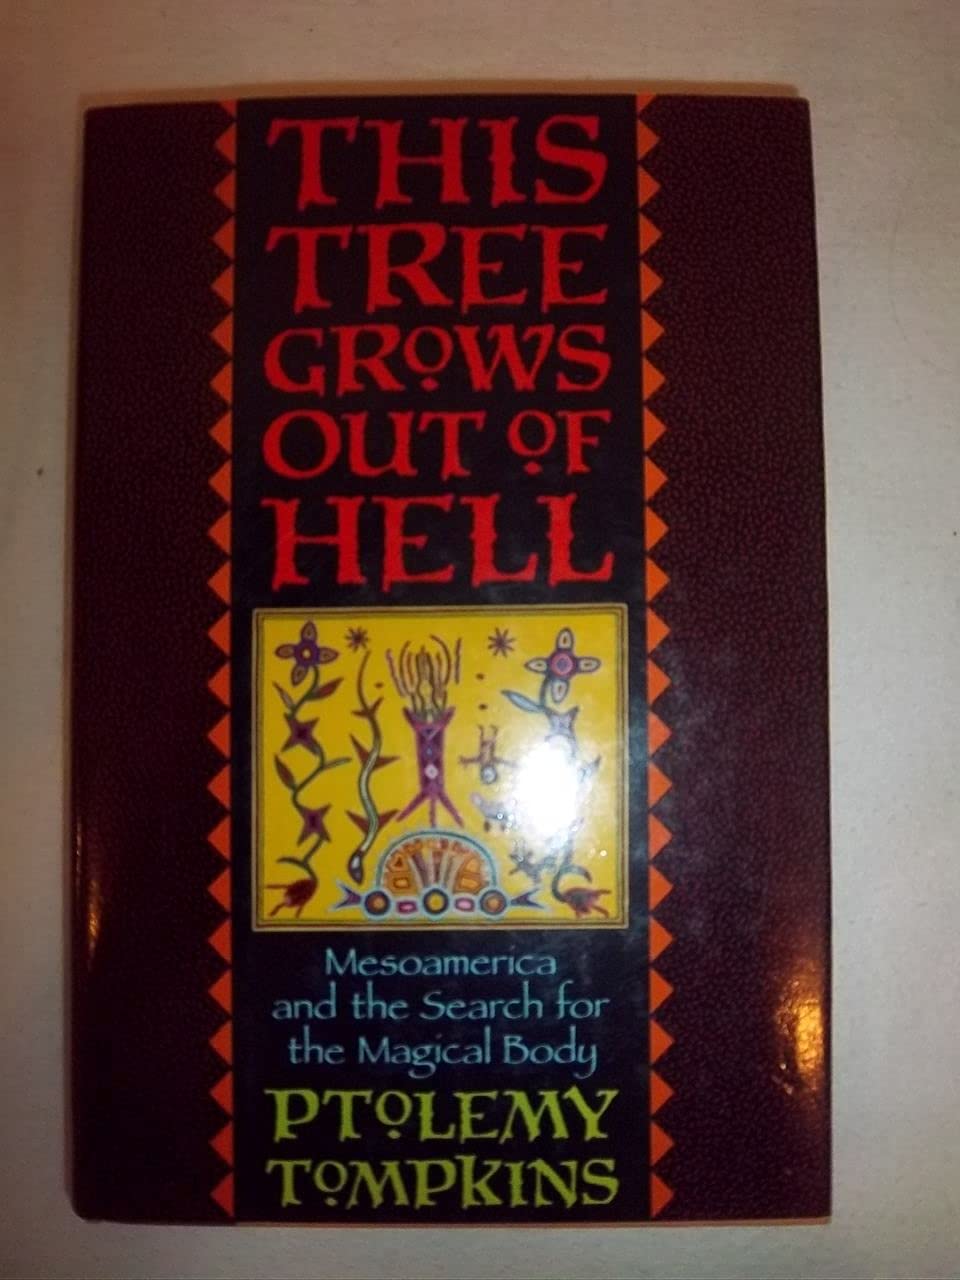 THIS
TREE
GROWS
OUT OF
HELL
Mesoamerica
and the Search for
the Magical Body
PTOLEMY
TOMPKINS